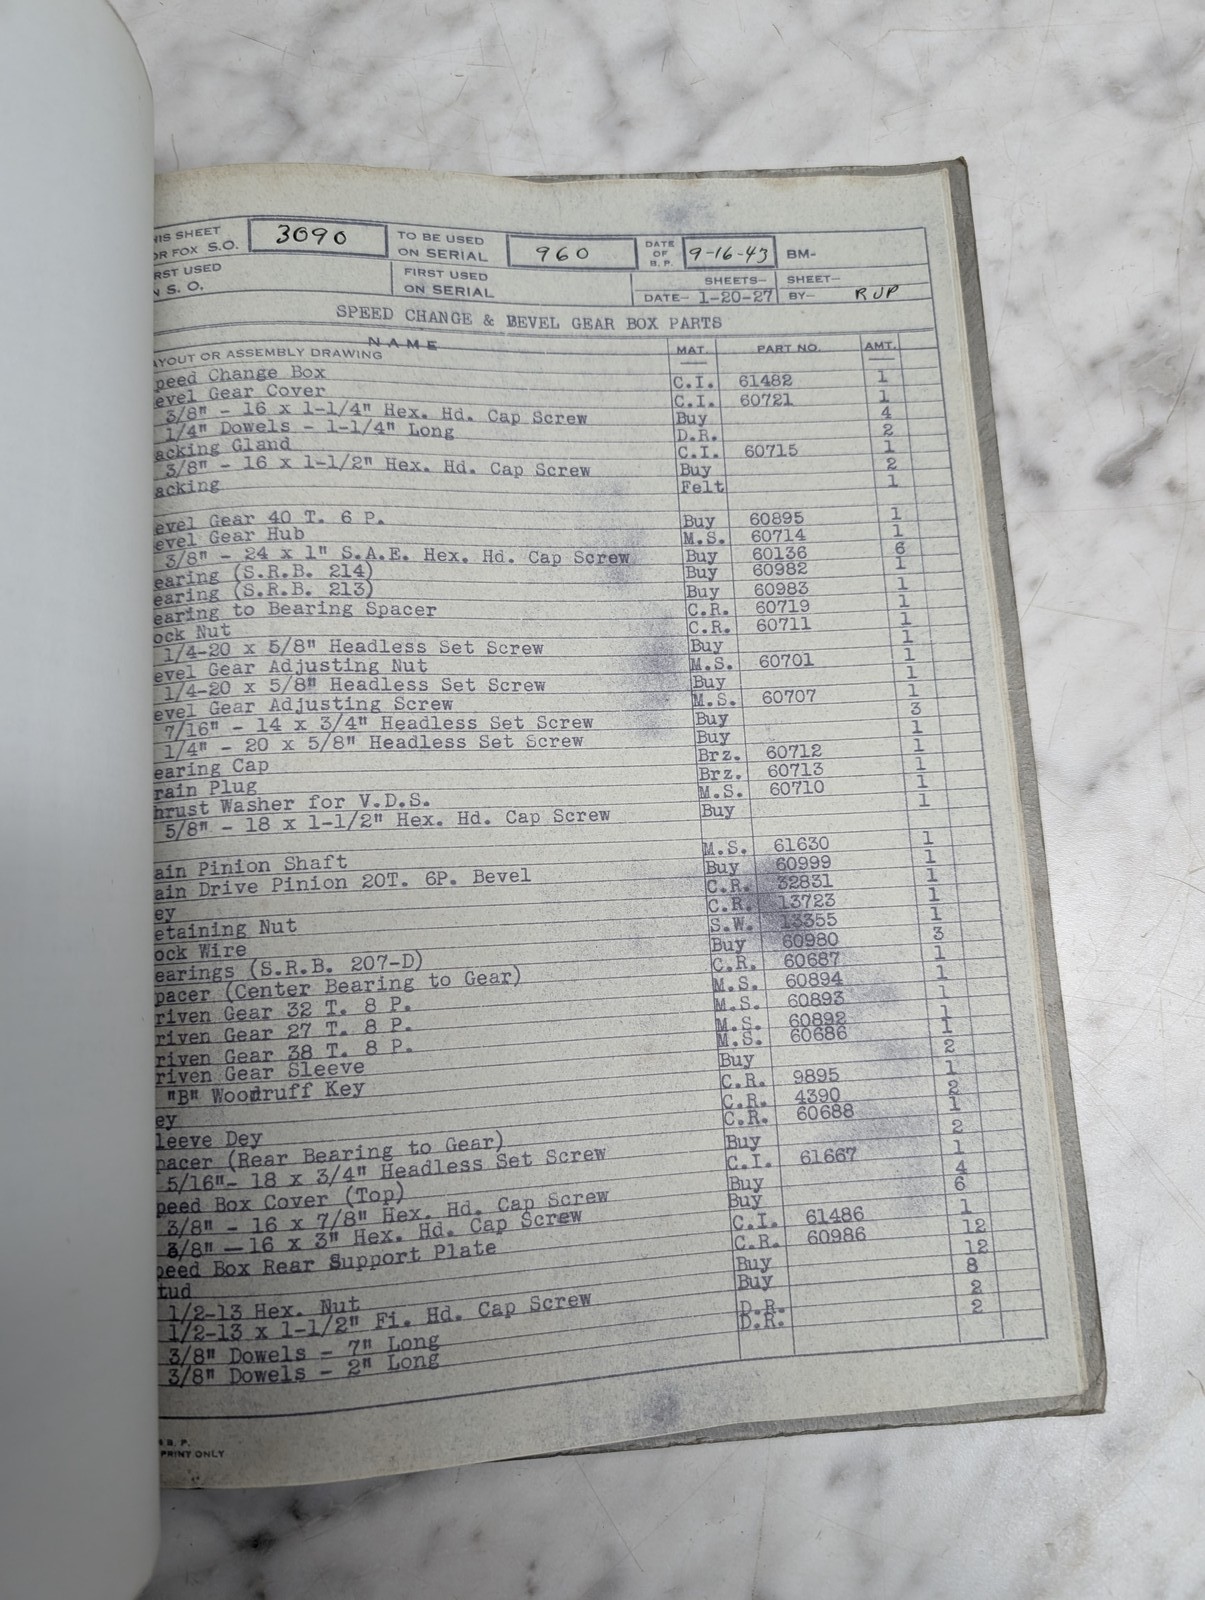 HIS SHEET
OR FOX S.O. 3090 TO BE USED ON SERIAL 960 DATE OF B.P. 9-16-43 BM-
RST USED
N S. O. FIRST USED ON SERIAL SHEETS- SHEET-
DATE- 1-20-27 BY- RJP
SPEED CHANGE & BEVEL GEAR BOX PARTS
NAME
AYOUT OR ASSEMBLY DRAWING MAT. PART NO. AMT.
peed Change Box C.I. 61482 1
evel Gear Cover C.I. 60721 1
3/8" - 16 x 1-1/4" Hex. Hd. Cap Screw Buy 4
1/4" Dowels - 1-1/4" Long D.R. 2
acking Gland C.I. 60715 1
3/8" - 16 x 1-1/2" Hex. Hd. Cap Screw Buy 2
acking Felt 1
evel Gear 40 T. 6 P. Buy 60895 1
evel Gear Hub M.S. 60714 1
3/8" - 24 x 1" S.A.E. Hex. Hd. Cap Screw Buy 60136 6
earing (S.R.B. 214) Buy 60982 1
earing (S.R.B. 213) Buy 60983 1
earing to Bearing Spacer C.R. 60719 1
ock Nut C.R. 60711 1
1/4-20 x 5/8" Headless Set Screw Buy 1
evel Gear Adjusting Nut M.S. 60701 1
1/4-20 x 5/8" Headless Set Screw Buy 1
evel Gear Adjusting Screw M.S. 60707 1
7/16" - 14 x 3/4" Headless Set Screw Buy 3
1/4" - 20 x 5/8" Headless Set Screw Buy 1
earing Cap Brz. 60712 1
rain Plug Brz. 60713 1
hrust Washer for V.D.S. M.S. 60710 1
5/8" - 18 x 1-1/2" Hex. Hd. Cap Screw Buy 1
ain Pinion Shaft M.S. 61630 1
ain Drive Pinion 20T. 6P. Bevel Buy 60999 1
ey C.R. 32831 1
etaining Nut C.R. 13723 1
ock Wire S.W. 13355 1
earings (S.R.B. 207-D) Buy 60980 3
pacer (Center Bearing to Gear) C.R. 60687 1
riven Gear 32 T. 8 P. M.S. 60894 1
riven Gear 27 T. 8 P. M.S. 60893 1
riven Gear 38 T. 8 P. M.S. 60892 1
riven Gear Sleeve M.S. 60686 1
"B" Woodruff Key Buy 2
ey C.R. 9895 1
leeve Dey C.R. 4390 2
pacer (Rear Bearing to Gear) C.R. 60688 1
5/16"- 18 x 3/4" Headless Set Screw Buy 2
peed Box Cover (Top) C.I. 61667 1
3/8" - 16 x 7/8" Hex. Hd. Cap Screw Buy 4
3/8" - 16 x 3" Hex. Hd. Cap Screw Buy 6
peed Box Rear Support Plate C.I. 61486 1
tud C.R. 60986 12
1/2-13 Hex. Nut Buy 12
1/2-13 x 1-1/2" Fi. Hd. Cap Screw Buy 8
3/8" Dowels - 7" Long D.R. 2
3/8" Dowels - 2" Long D.R. 2
B. P.
PRINT ONLY